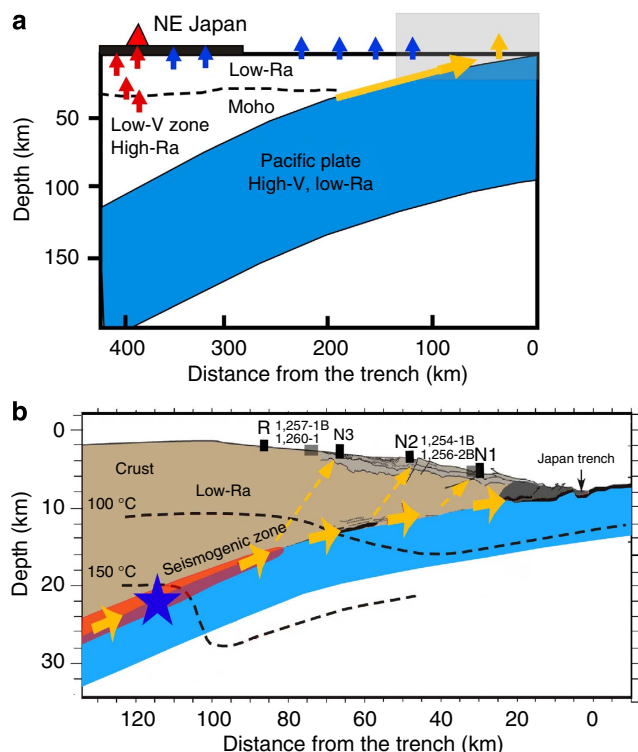 a
NE Japan
Low-Ra
Moho
Low-V zone
High-Ra
Pacific plate
High-V, low-Ra
50
100
150
Depth (km)
400
300
200
100
0
Distance from the trench (km)
b
0
10
20
30
Depth (km)
R
1,257-1B
1,260-1
N3
N2
1,254-1B
1,256-2B
N1
Japan trench
Crust
Low-Ra
100 °C
Seismogenic zone
150 °C
120
100
80
60
40
20
0
Distance from the trench (km)